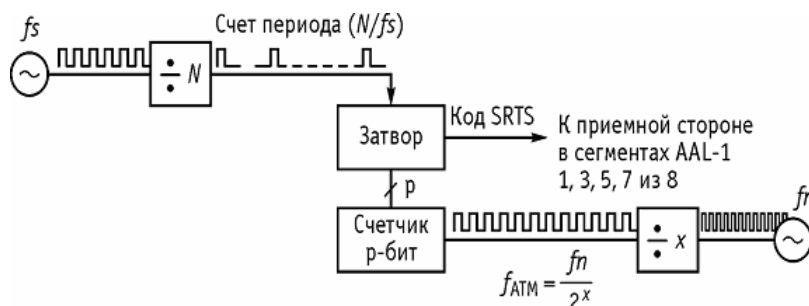 Счет периода (N/fs)
fs
÷ N
Затвор
Код SRTS
К приемной стороне
в сегментах AAL-1
1, 3, 5, 7 из 8
p
Счетчик
p-бит
÷ x
fn
f_ATM = fn/2^x